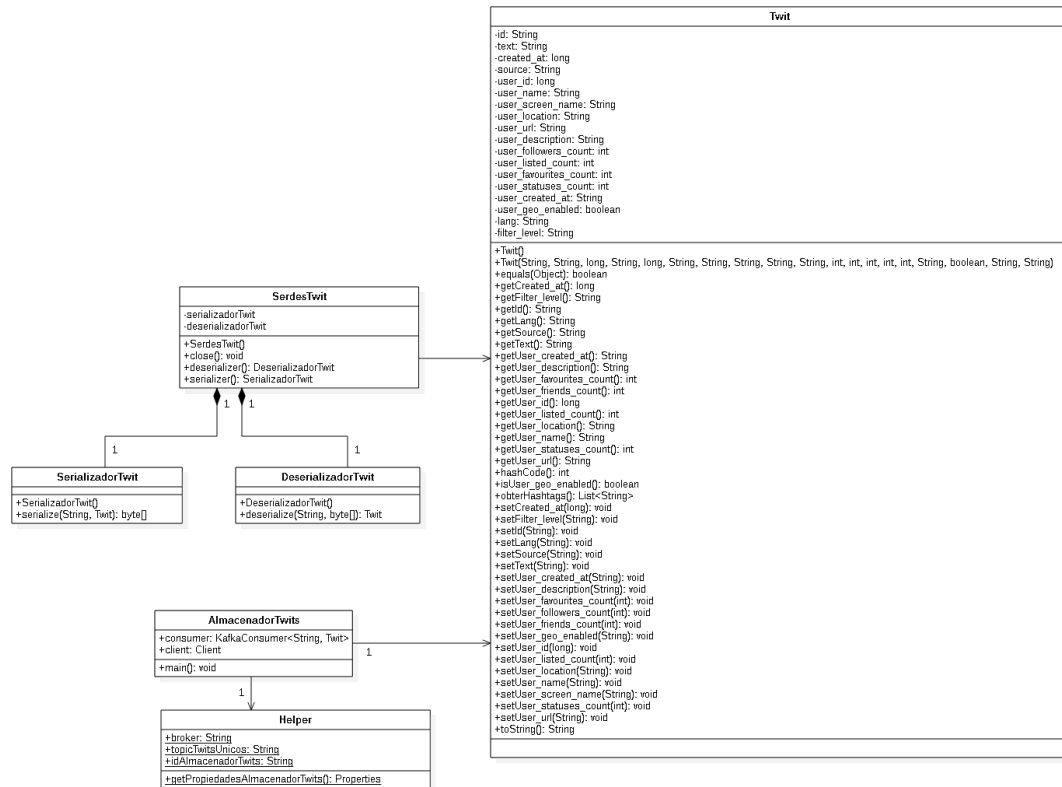 Twit
-id: String
-text: String
-created_at: long
-source: String
-user_id: long
-user_name: String
-user_screen_name: String
-user_location: String
-user_url: String
-user_description: String
-user_followers_count: int
-user_listed_count: int
-user_favourites_count: int
-user_statuses_count: int
-user_created_at: String
-user_geo_enabled: boolean
-lang: String
-filter_level: String
+Twit()
+Twit(String, String, long, String, long, String, String, String, String, String, int, int, int, int, int, String, boolean, String, String)
+equals(Object): boolean
+getCreated_at(): long
+getFilter_level(): String
+getId(): String
+getLang(): String
+getSource(): String
+getText(): String
+getUser_created_at(): String
+getUser_description(): String
+getUser_favourites_count(): int
+getUser_friends_count(): int
+getUser_id(): long
+getUser_listed_count(): int
+getUser_location(): String
+getUser_name(): String
+getUser_statuses_count(): int
+getUser_url(): String
+hashCode(): int
+isUser_geo_enabled(): boolean
+obterHashtags(): List<String>
+setCreated_at(long): void
+setFilter_level(String): void
+setId(String): void
+setLang(String): void
+setSource(String): void
+setText(String): void
+setUser_created_at(String): void
+setUser_description(String): void
+setUser_favourites_count(int): void
+setUser_followers_count(int): void
+setUser_friends_count(int): void
+setUser_geo_enabled(String): void
+setUser_id(long): void
+setUser_listed_count(int): void
+setUser_location(String): void
+setUser_name(String): void
+setUser_screen_name(String): void
+setUser_statuses_count(int): void
+setUser_url(String): void
+toString(): String
SerdesTwit
-serializadorTwit
-deserializadorTwit
+SerdesTwit()
+close(): void
+deserializer(): DeserializadorTwit
+serializer(): SerializadorTwit
1 1
1 1
SerializadorTwit
+SerializadorTwit()
+serialize(String, Twit): byte[]
DeserializadorTwit
+DeserializadorTwit()
+deserialize(String, byte[]): Twit
AlmacenadorTwits
+consumer: KafkaConsumer<String, Twit>
+client: Client
+main(): void
1
1
Helper
+broker: String
+topicTwitsUnicos: String
+idAlmacenadorTwits: String
+getPropiedadesAlmacenadorTwits(): Properties